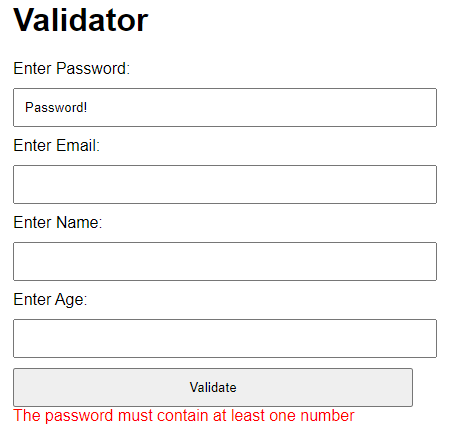 Validator
Enter Password:
Password!
Enter Email:
Enter Name:
Enter Age:
Validate
The password must contain at least one number